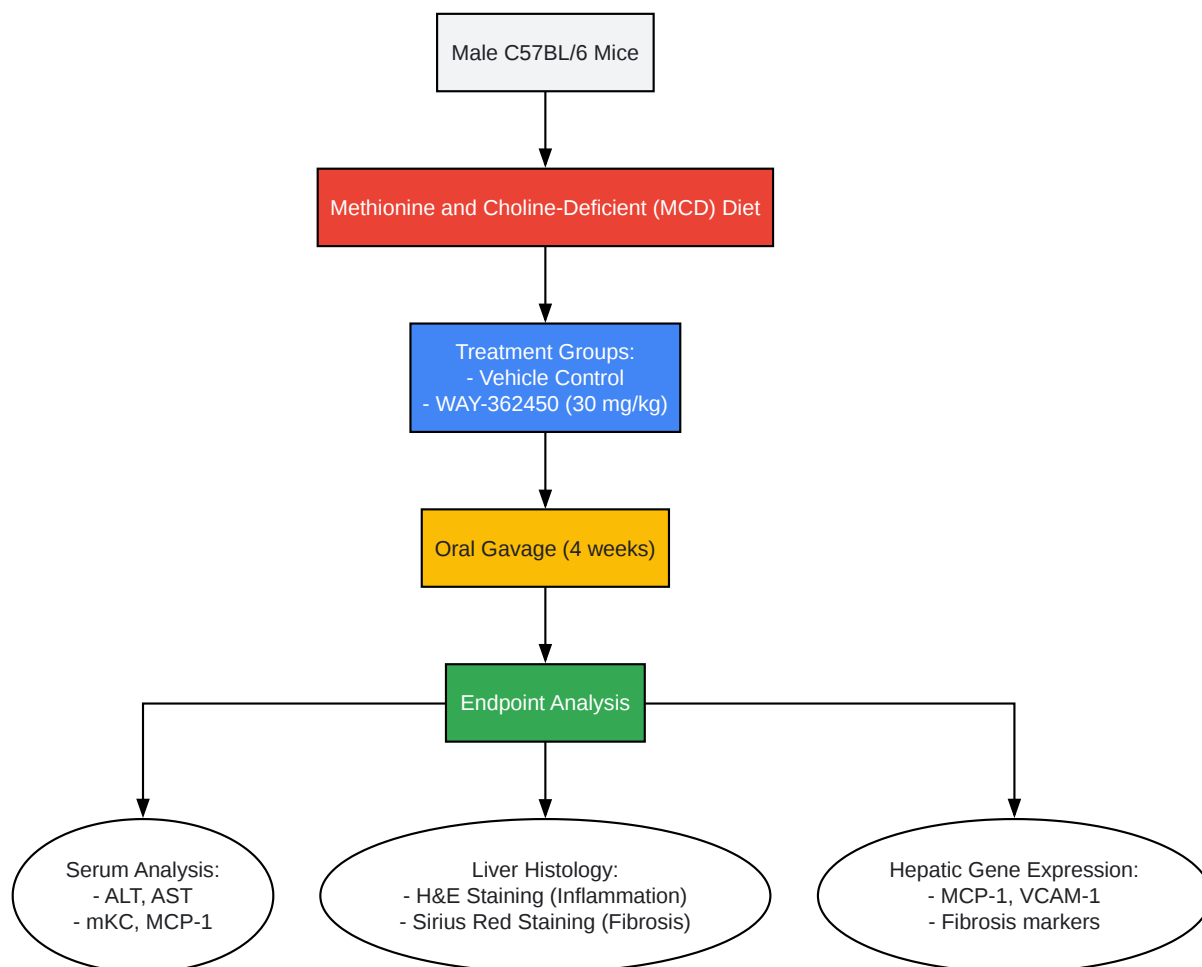 Male C57BL/6 Mice
Methionine and Choline-Deficient (MCD) Diet
Treatment Groups:
- Vehicle Control
- WAY-362450 (30 mg/kg)
Oral Gavage (4 weeks)
Endpoint Analysis
Serum Analysis:
- ALT, AST
- mKC, MCP-1
Liver Histology:
- H&E Staining (Inflammation)
- Sirius Red Staining (Fibrosis)
Hepatic Gene Expression:
- MCP-1, VCAM-1
- Fibrosis markers